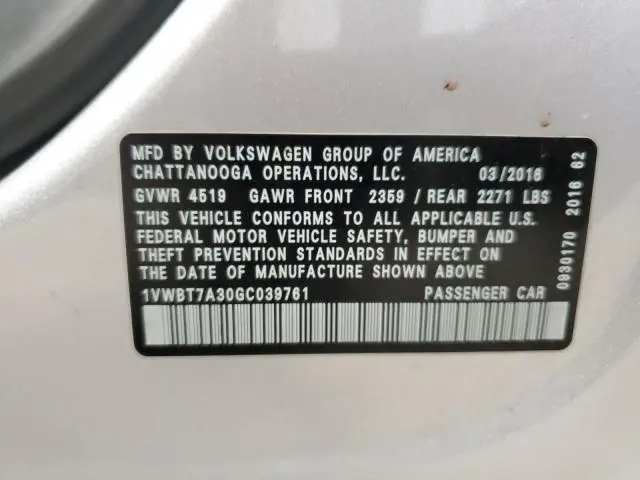 MFD BY VOLKSWAGEN GROUP OF AMERICA
CHATTANOOGA OPERATIONS, LLC. 03/2016
GVWR 4519 GAWR FRONT 2359 / REAR 2271 LBS
THIS VEHICLE CONFORMS TO ALL APPLICABLE U.S.
FEDERAL MOTOR VEHICLE SAFETY, BUMPER AND
THEFT PREVENTION STANDARDS IN EFFECT ON
THE DATE OF MANUFACTURE SHOWN ABOVE
1VWBT7A30GC039761 PASSENGER CAR
0930170 2016 62